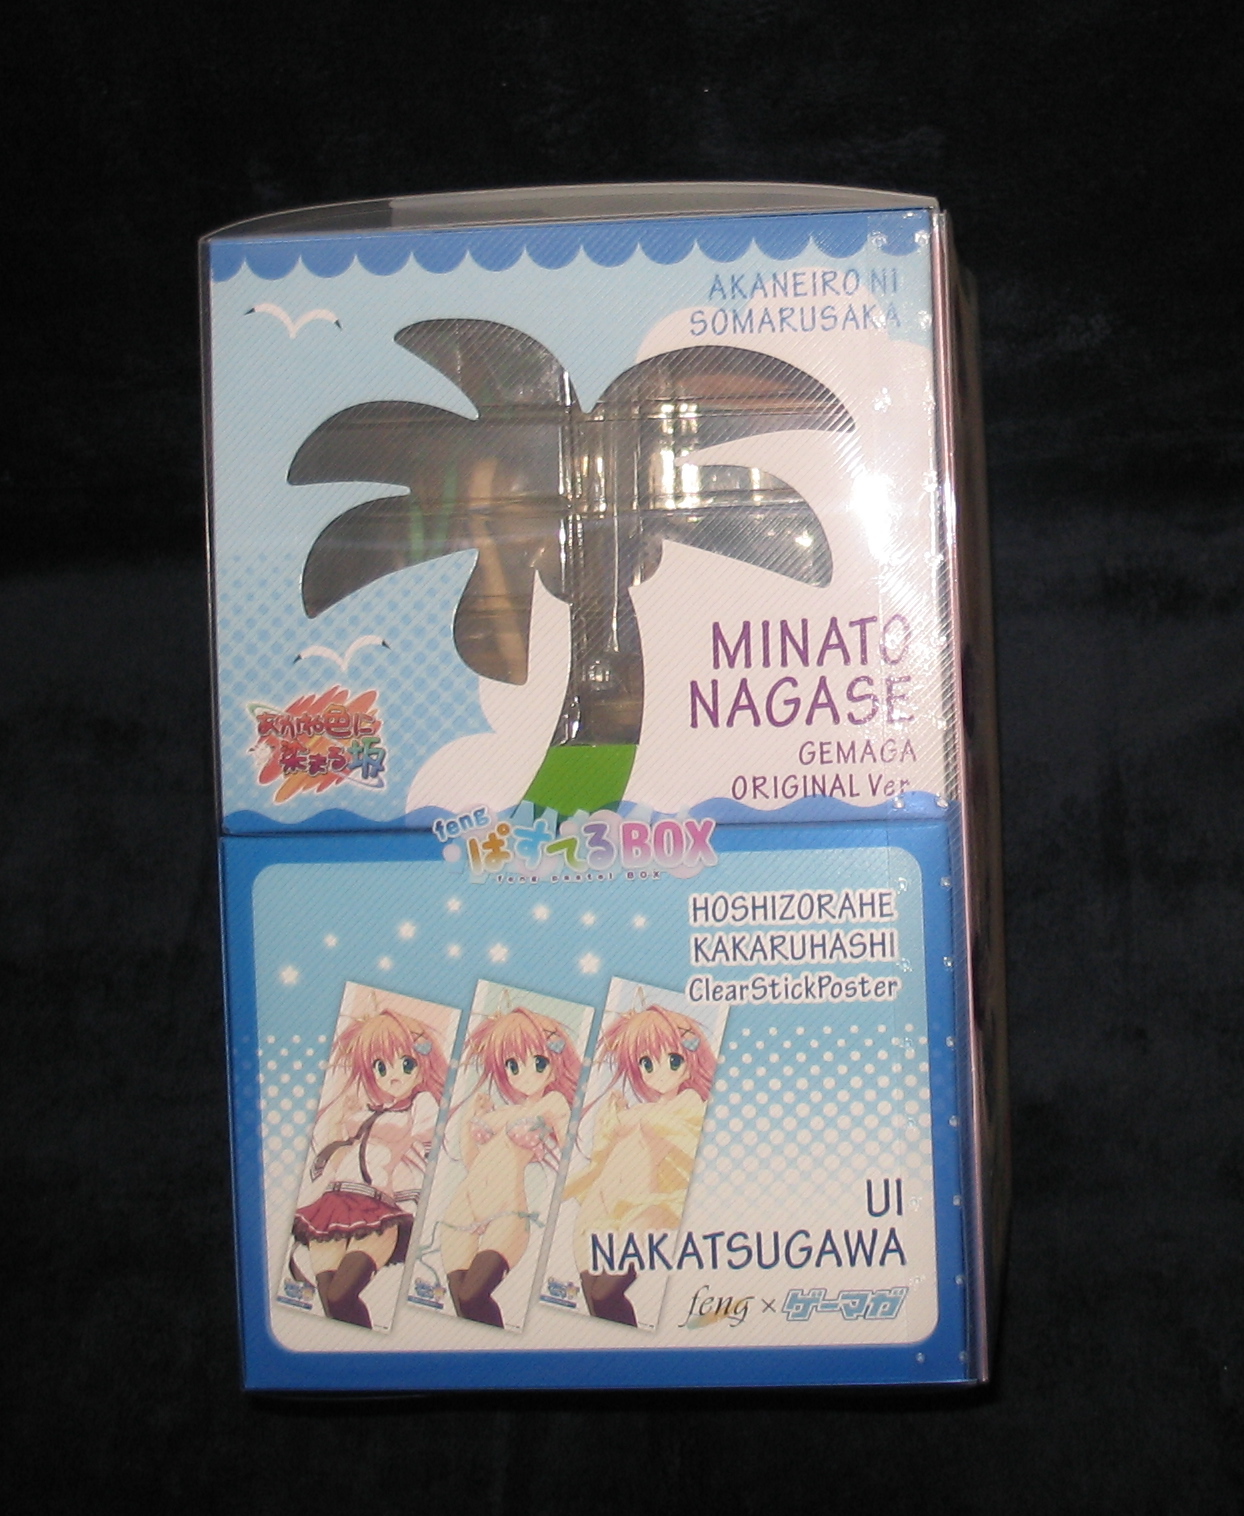 AKANEIRO NI
SOMARUSAKA
MINATO
NAGASE
GEMAGA
ORIGINAL Ver.
あかね色に
染まる坂
feng
ぱすてるBOX
feng pastel BOX
HOSHIZORAHE
KAKARUHASHI
ClearStickPoster
UI
NAKATSUGAWA
feng×ゲーマガ